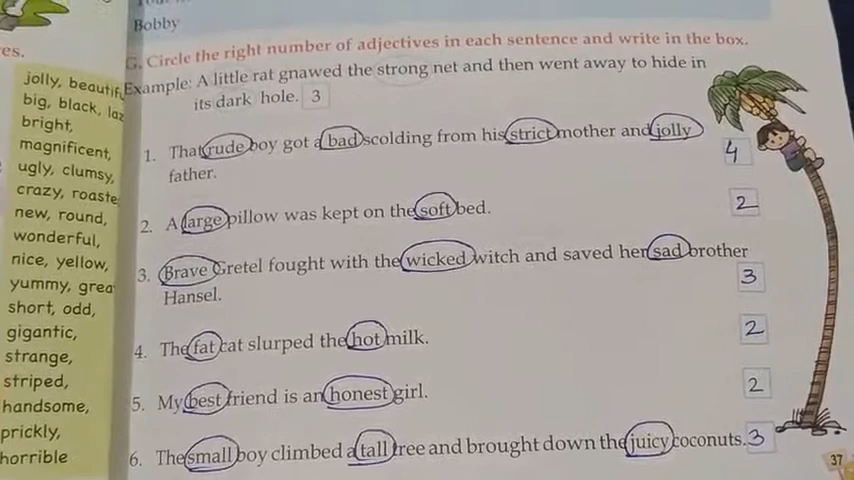 Bobby
G. Circle the right number of adjectives in each sentence and write in the box.
Example: A little rat gnawed the strong net and then went away to hide in
its dark hole. 3
1. That rude boy got a bad scolding from his strict mother and jolly
father. 4
2. A large pillow was kept on the soft bed. 2
3. Brave Gretel fought with the wicked witch and saved her sad brother
Hansel. 3
4. The fat cat slurped the hot milk. 2
5. My best friend is an honest girl. 2
6. The small boy climbed a tall tree and brought down the juicy coconuts. 3
37
es.
jolly, beautifu
big, black, laz
bright,
magnificent,
ugly, clumsy,
crazy, roaste
new, round,
wonderful,
nice, yellow,
yummy, grea
short, odd,
gigantic,
strange,
striped,
handsome,
prickly,
horrible